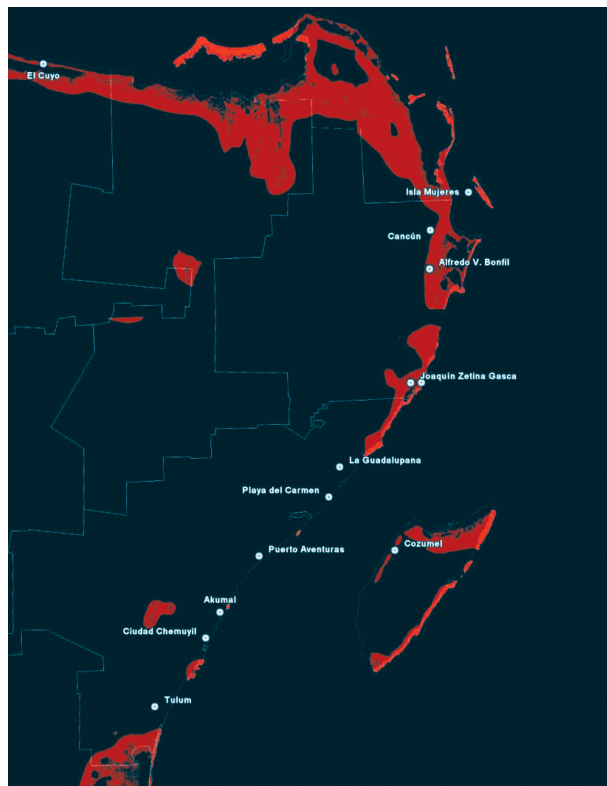 El Cuyo
Isla Mujeres
Cancún
Alfredo V. Bonfil
Joaquín Zetina Gasca
La Guadalupana
Playa del Carmen
Cozumel
Puerto Aventuras
Akumal
Ciudad Chemuyil
Tulum